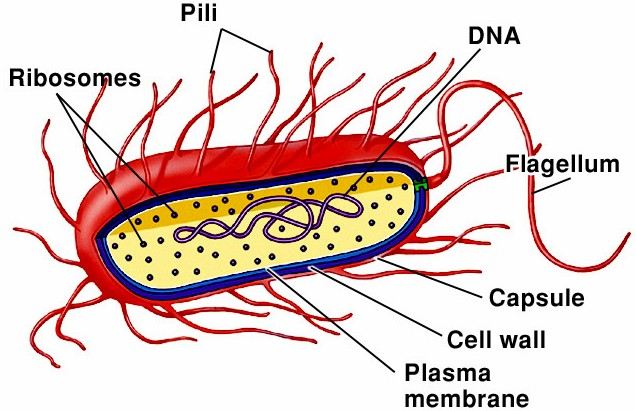 Pili
DNA
Ribosomes
Flagellum
Capsule
Cell wall
Plasma
membrane